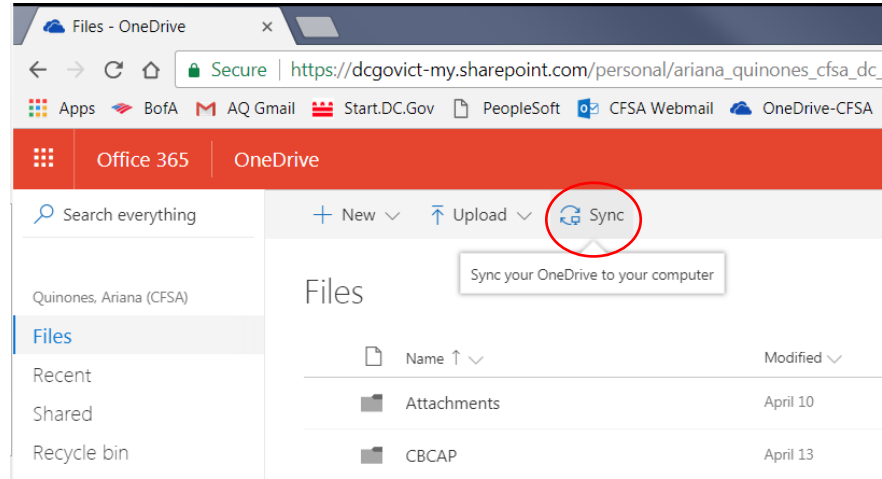 Files - OneDrive
Secure | https://dcgovict-my.sharepoint.com/personal/ariana_quinones_cfsa_dc_
Apps BofA AQ Gmail Start.DC.Gov PeopleSoft CFSA Webmail OneDrive-CFSA
Office 365 OneDrive
Search everything + New Upload Sync
Sync your OneDrive to your computer
Quinones, Ariana (CFSA)
Files
Files
Recent
Shared
Recycle bin
Name Modified
Attachments April 10
CBCAP April 13